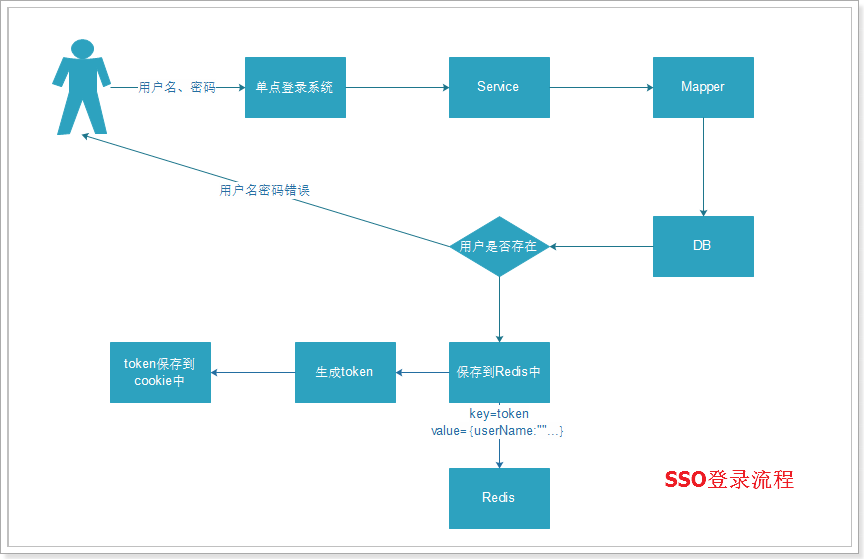 用户名、密码
单点登录系统
Service
Mapper
用户名密码错误
用户是否存在
DB
token保存到
cookie中
生成token
保存到Redis中
key=token
value={userName:""...}
Redis
SSO登录流程